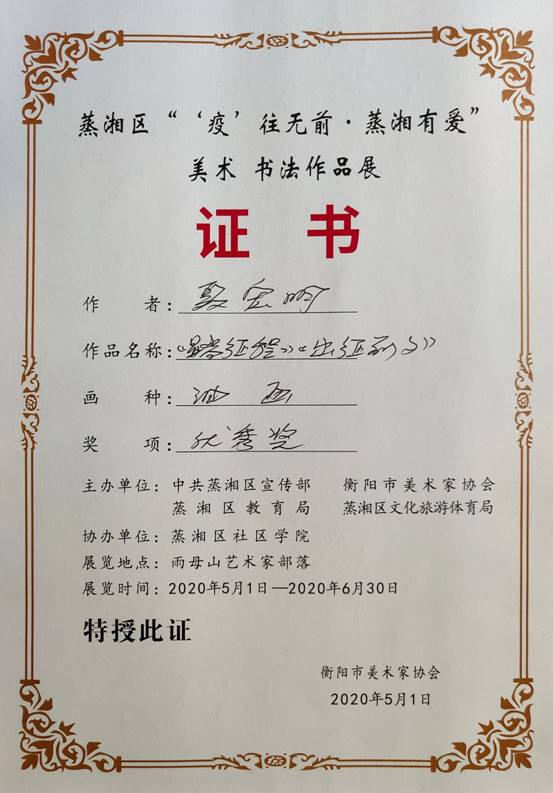 蒸湘区“‘疫’往无前·蒸湘有爱”
美术 书法作品展
证 书
作 者：
作品名称：征程》《出征
画 种：油画
奖 项：优秀奖
主办单位：中共蒸湘区宣传部 衡阳市美术家协会
蒸湘区教育局 蒸湘区文化旅游体育局
协办单位：蒸湘区社区学院
展览地点：雨母山艺术家部落
展览时间：2020年5月1日—2020年6月30日
特授此证
衡阳市美术家协会
2020年5月1日